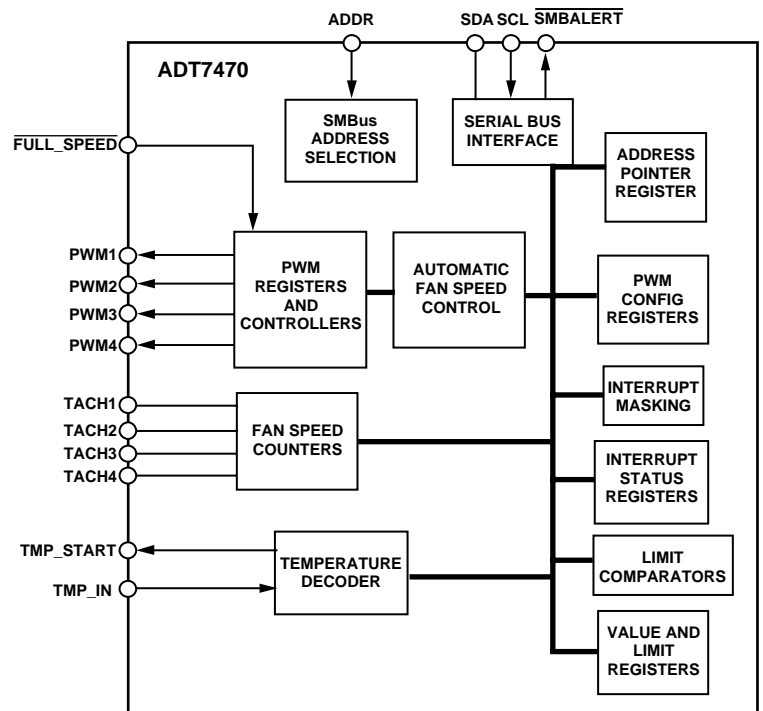 ADDR
SDA SCL SMBALERT
ADT7470
SMBus
ADDRESS
SELECTION
SERIAL BUS
INTERFACE
FULL_SPEED
ADDRESS
POINTER
REGISTER
PWM1
PWM2
PWM3
PWM4
PWM
REGISTERS
AND
CONTROLLERS
AUTOMATIC
FAN SPEED
CONTROL
PWM
CONFIG
REGISTERS
INTERRUPT
MASKING
TACH1
TACH2
TACH3
TACH4
FAN SPEED
COUNTERS
INTERRUPT
STATUS
REGISTERS
TMP_START
TMP_IN
TEMPERATURE
DECODER
LIMIT
COMPARATORS
VALUE AND
LIMIT
REGISTERS